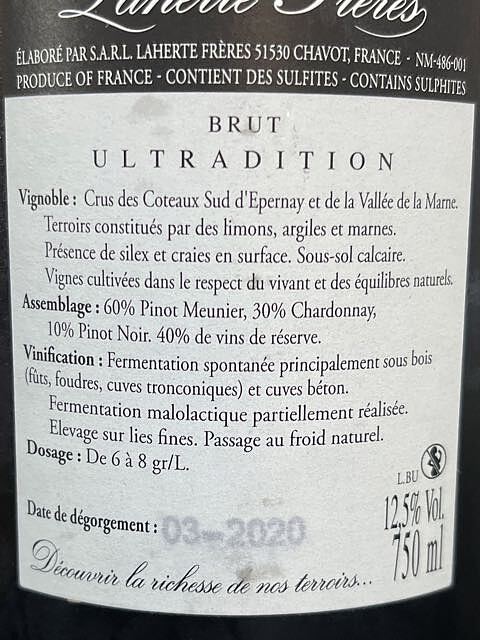 Laherte Frères
ÉLABORÉ PAR S.A.R.L. LAHERTE FRÈRES 51530 CHAVOT, FRANCE - NM-486-001
PRODUCE OF FRANCE - CONTIENT DES SULFITES - CONTAINS SULPHITES
BRUT
ULTRADITION
Vignoble : Crus des Coteaux Sud d'Epernay et de la Vallée de la Marne.
Terroirs constitués par des limons, argiles et marnes.
Présence de silex et craies en surface. Sous-sol calcaire.
Vignes cultivées dans le respect du vivant et des équilibres naturels.
Assemblage : 60% Pinot Meunier, 30% Chardonnay,
10% Pinot Noir. 40% de vins de réserve.
Vinification : Fermentation spontanée principalement sous bois
(fûts, foudres, cuves tronconiques) et cuves béton.
Fermentation malolactique partiellement réalisée.
Elevage sur lies fines. Passage au froid naturel.
Dosage : De 6 à 8 gr/L.
L.BU
12,5% Vol.
750 ml
Date de dégorgement : 03-2020
Découvrir la richesse de nos terroirs...